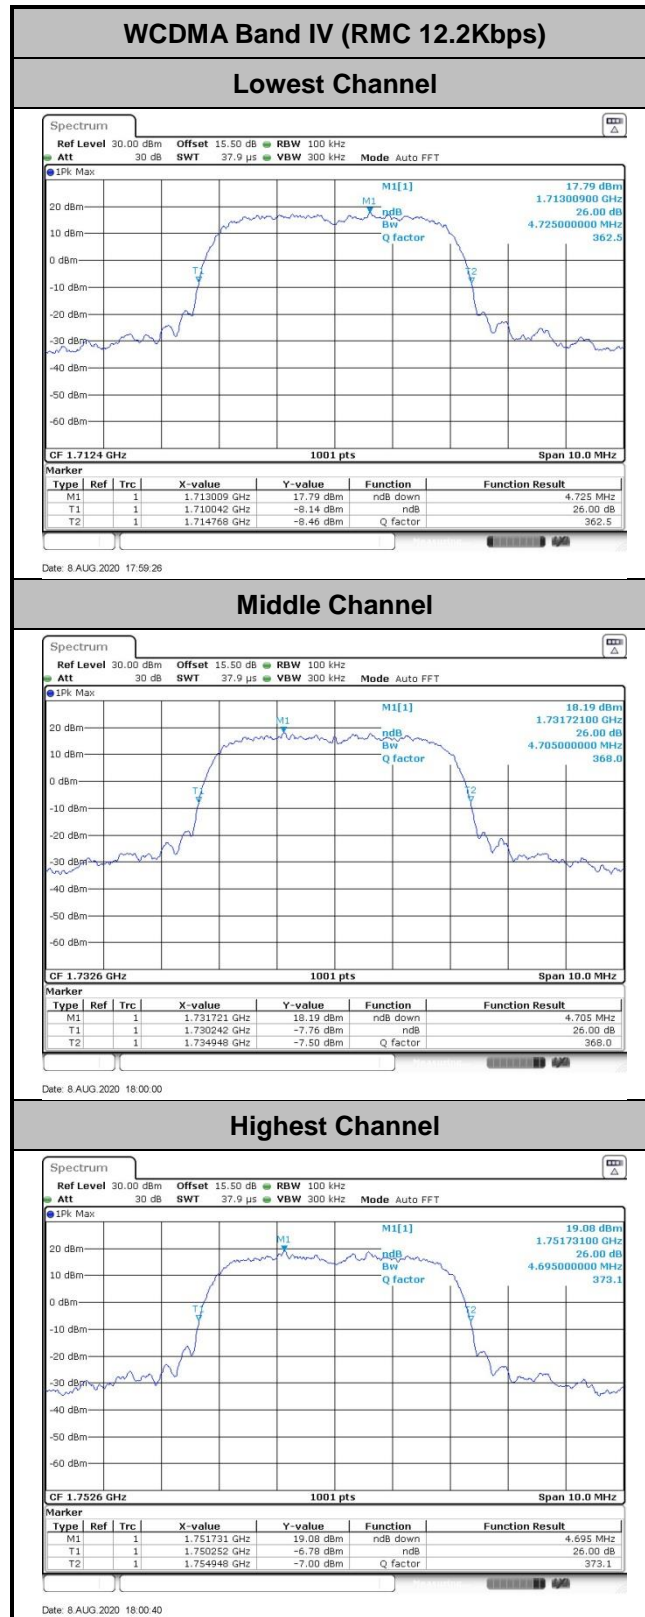 WCDMA Band IV (RMC 12.2Kbps)
Lowest Channel
Spectrum
Ref Level 30.00 dBm Offset 15.50 dB RBW 100 kHz
Att 30 dB SWT 37.9 µs VBW 300 kHz Mode Auto FFT
1Pk Max
M1[1] 17.79 dBm
1.71300900 GHz
ndB 26.00 dB
Bw 4.725000000 MHz
Q factor 362.5
M1
20 dBm
10 dBm
0 dBm
T1 T2
-10 dBm
-20 dBm
-30 dBm
-40 dBm
-50 dBm
-60 dBm
CF 1.7124 GHz 1001 pts Span 10.0 MHz
Marker
Type Ref Trc X-value Y-value Function Function Result
M1 1 1.713009 GHz 17.79 dBm ndB down 4.725 MHz
T1 1 1.710042 GHz -8.14 dBm ndB 26.00 dB
T2 1 1.714768 GHz -8.46 dBm Q factor 362.5
Date: 8.AUG.2020 17:59:26
Middle Channel
Spectrum
Ref Level 30.00 dBm Offset 15.50 dB RBW 100 kHz
Att 30 dB SWT 37.9 µs VBW 300 kHz Mode Auto FFT
1Pk Max
M1[1] 18.19 dBm
1.73172100 GHz
ndB 26.00 dB
Bw 4.705000000 MHz
Q factor 368.0
M1
20 dBm
10 dBm
0 dBm
T1 T2
-10 dBm
-20 dBm
-30 dBm
-40 dBm
-50 dBm
-60 dBm
CF 1.7326 GHz 1001 pts Span 10.0 MHz
Marker
Type Ref Trc X-value Y-value Function Function Result
M1 1 1.731721 GHz 18.19 dBm ndB down 4.705 MHz
T1 1 1.730242 GHz -7.76 dBm ndB 26.00 dB
T2 1 1.734948 GHz -7.50 dBm Q factor 368.0
Date: 8.AUG.2020 18:00:00
Highest Channel
Spectrum
Ref Level 30.00 dBm Offset 15.50 dB RBW 100 kHz
Att 30 dB SWT 37.9 µs VBW 300 kHz Mode Auto FFT
1Pk Max
M1[1] 19.08 dBm
1.75173100 GHz
ndB 26.00 dB
Bw 4.695000000 MHz
Q factor 373.1
M1
20 dBm
10 dBm
0 dBm
T1 T2
-10 dBm
-20 dBm
-30 dBm
-40 dBm
-50 dBm
-60 dBm
CF 1.7526 GHz 1001 pts Span 10.0 MHz
Marker
Type Ref Trc X-value Y-value Function Function Result
M1 1 1.751731 GHz 19.08 dBm ndB down 4.695 MHz
T1 1 1.750252 GHz -6.78 dBm ndB 26.00 dB
T2 1 1.754948 GHz -7.00 dBm Q factor 373.1
Date: 8.AUG.2020 18:00:40